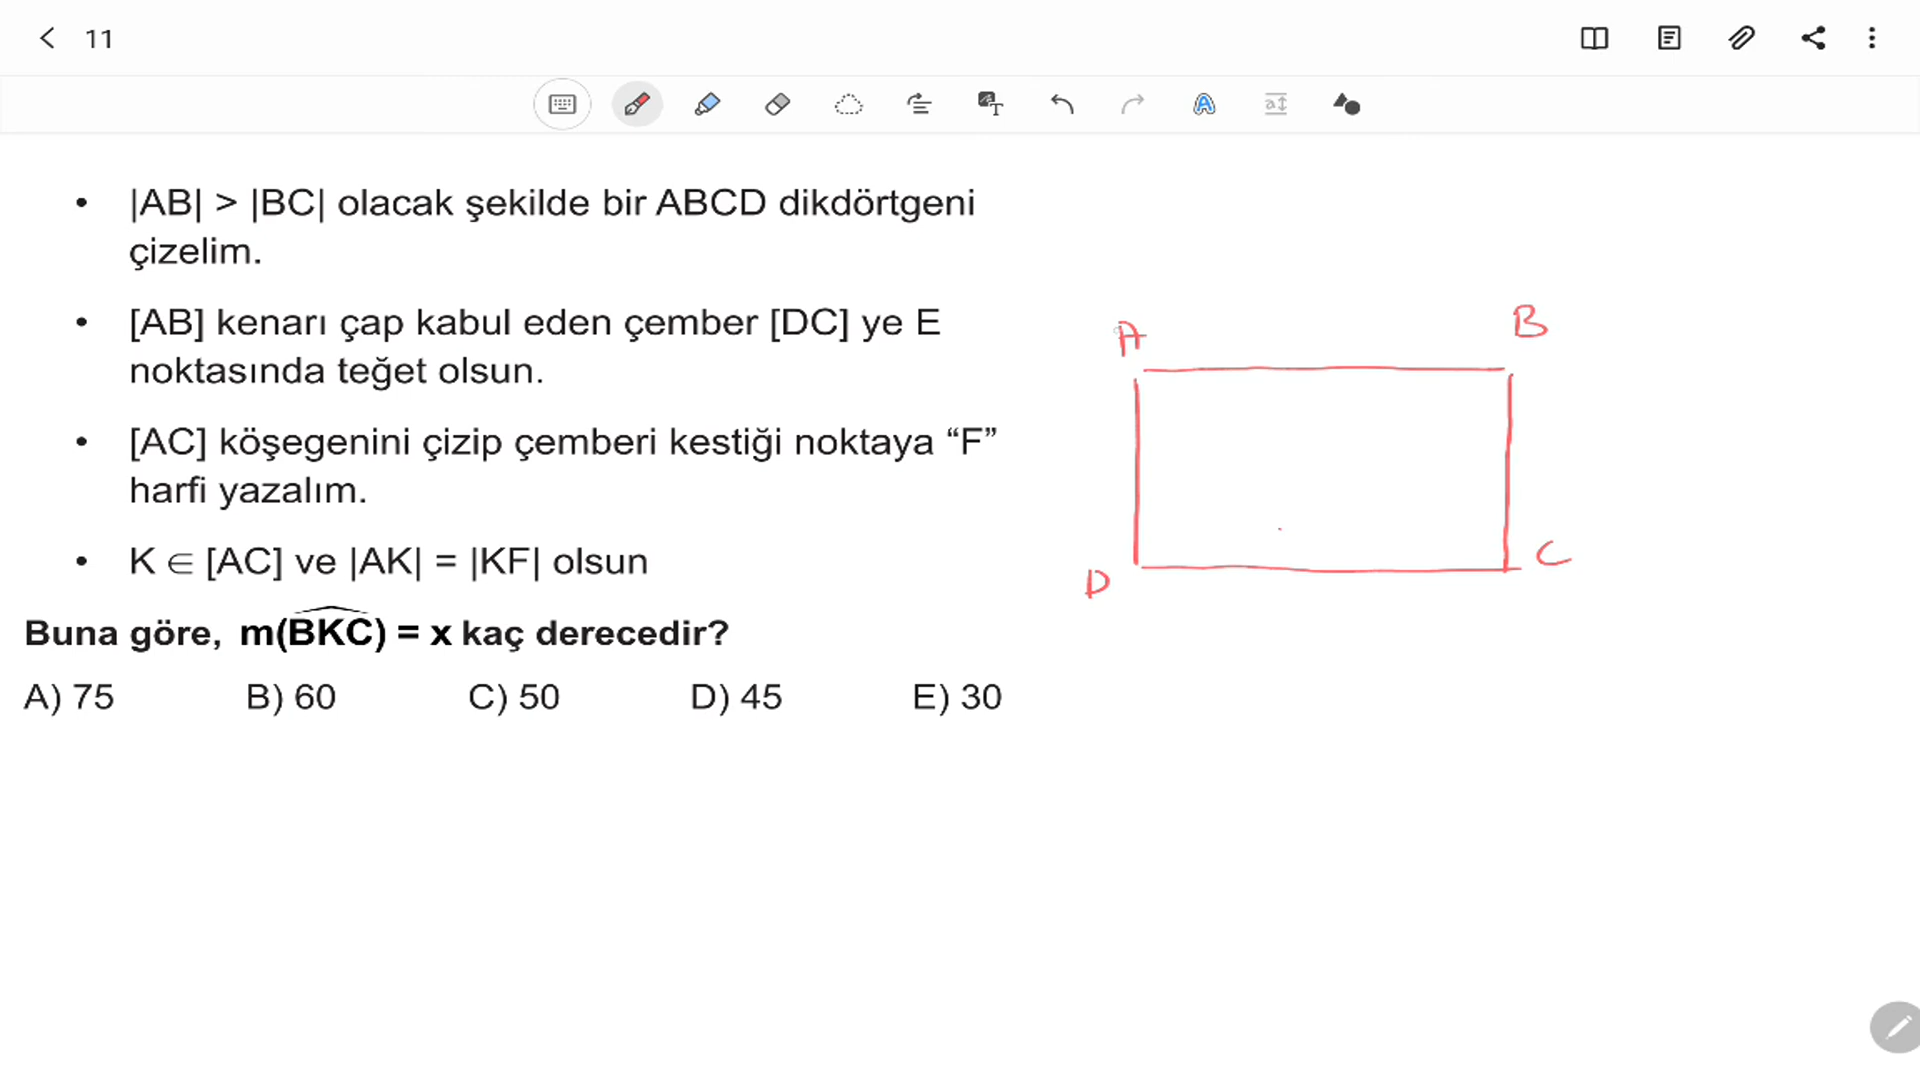 11
• |AB| > |BC| olacak şekilde bir ABCD dikdörtgeni
çizelim.
• [AB] kenarı çap kabul eden çember [DC] ye E
noktasında teğet olsun.
• [AC] köşegenini çizip çemberi kestiği noktaya “F”
harfi yazalım.
• K ∈ [AC] ve |AK| = |KF| olsun
Buna göre, m(BKC) = x kaç derecedir?
A) 75 B) 60 C) 50 D) 45 E) 30
A B
D C